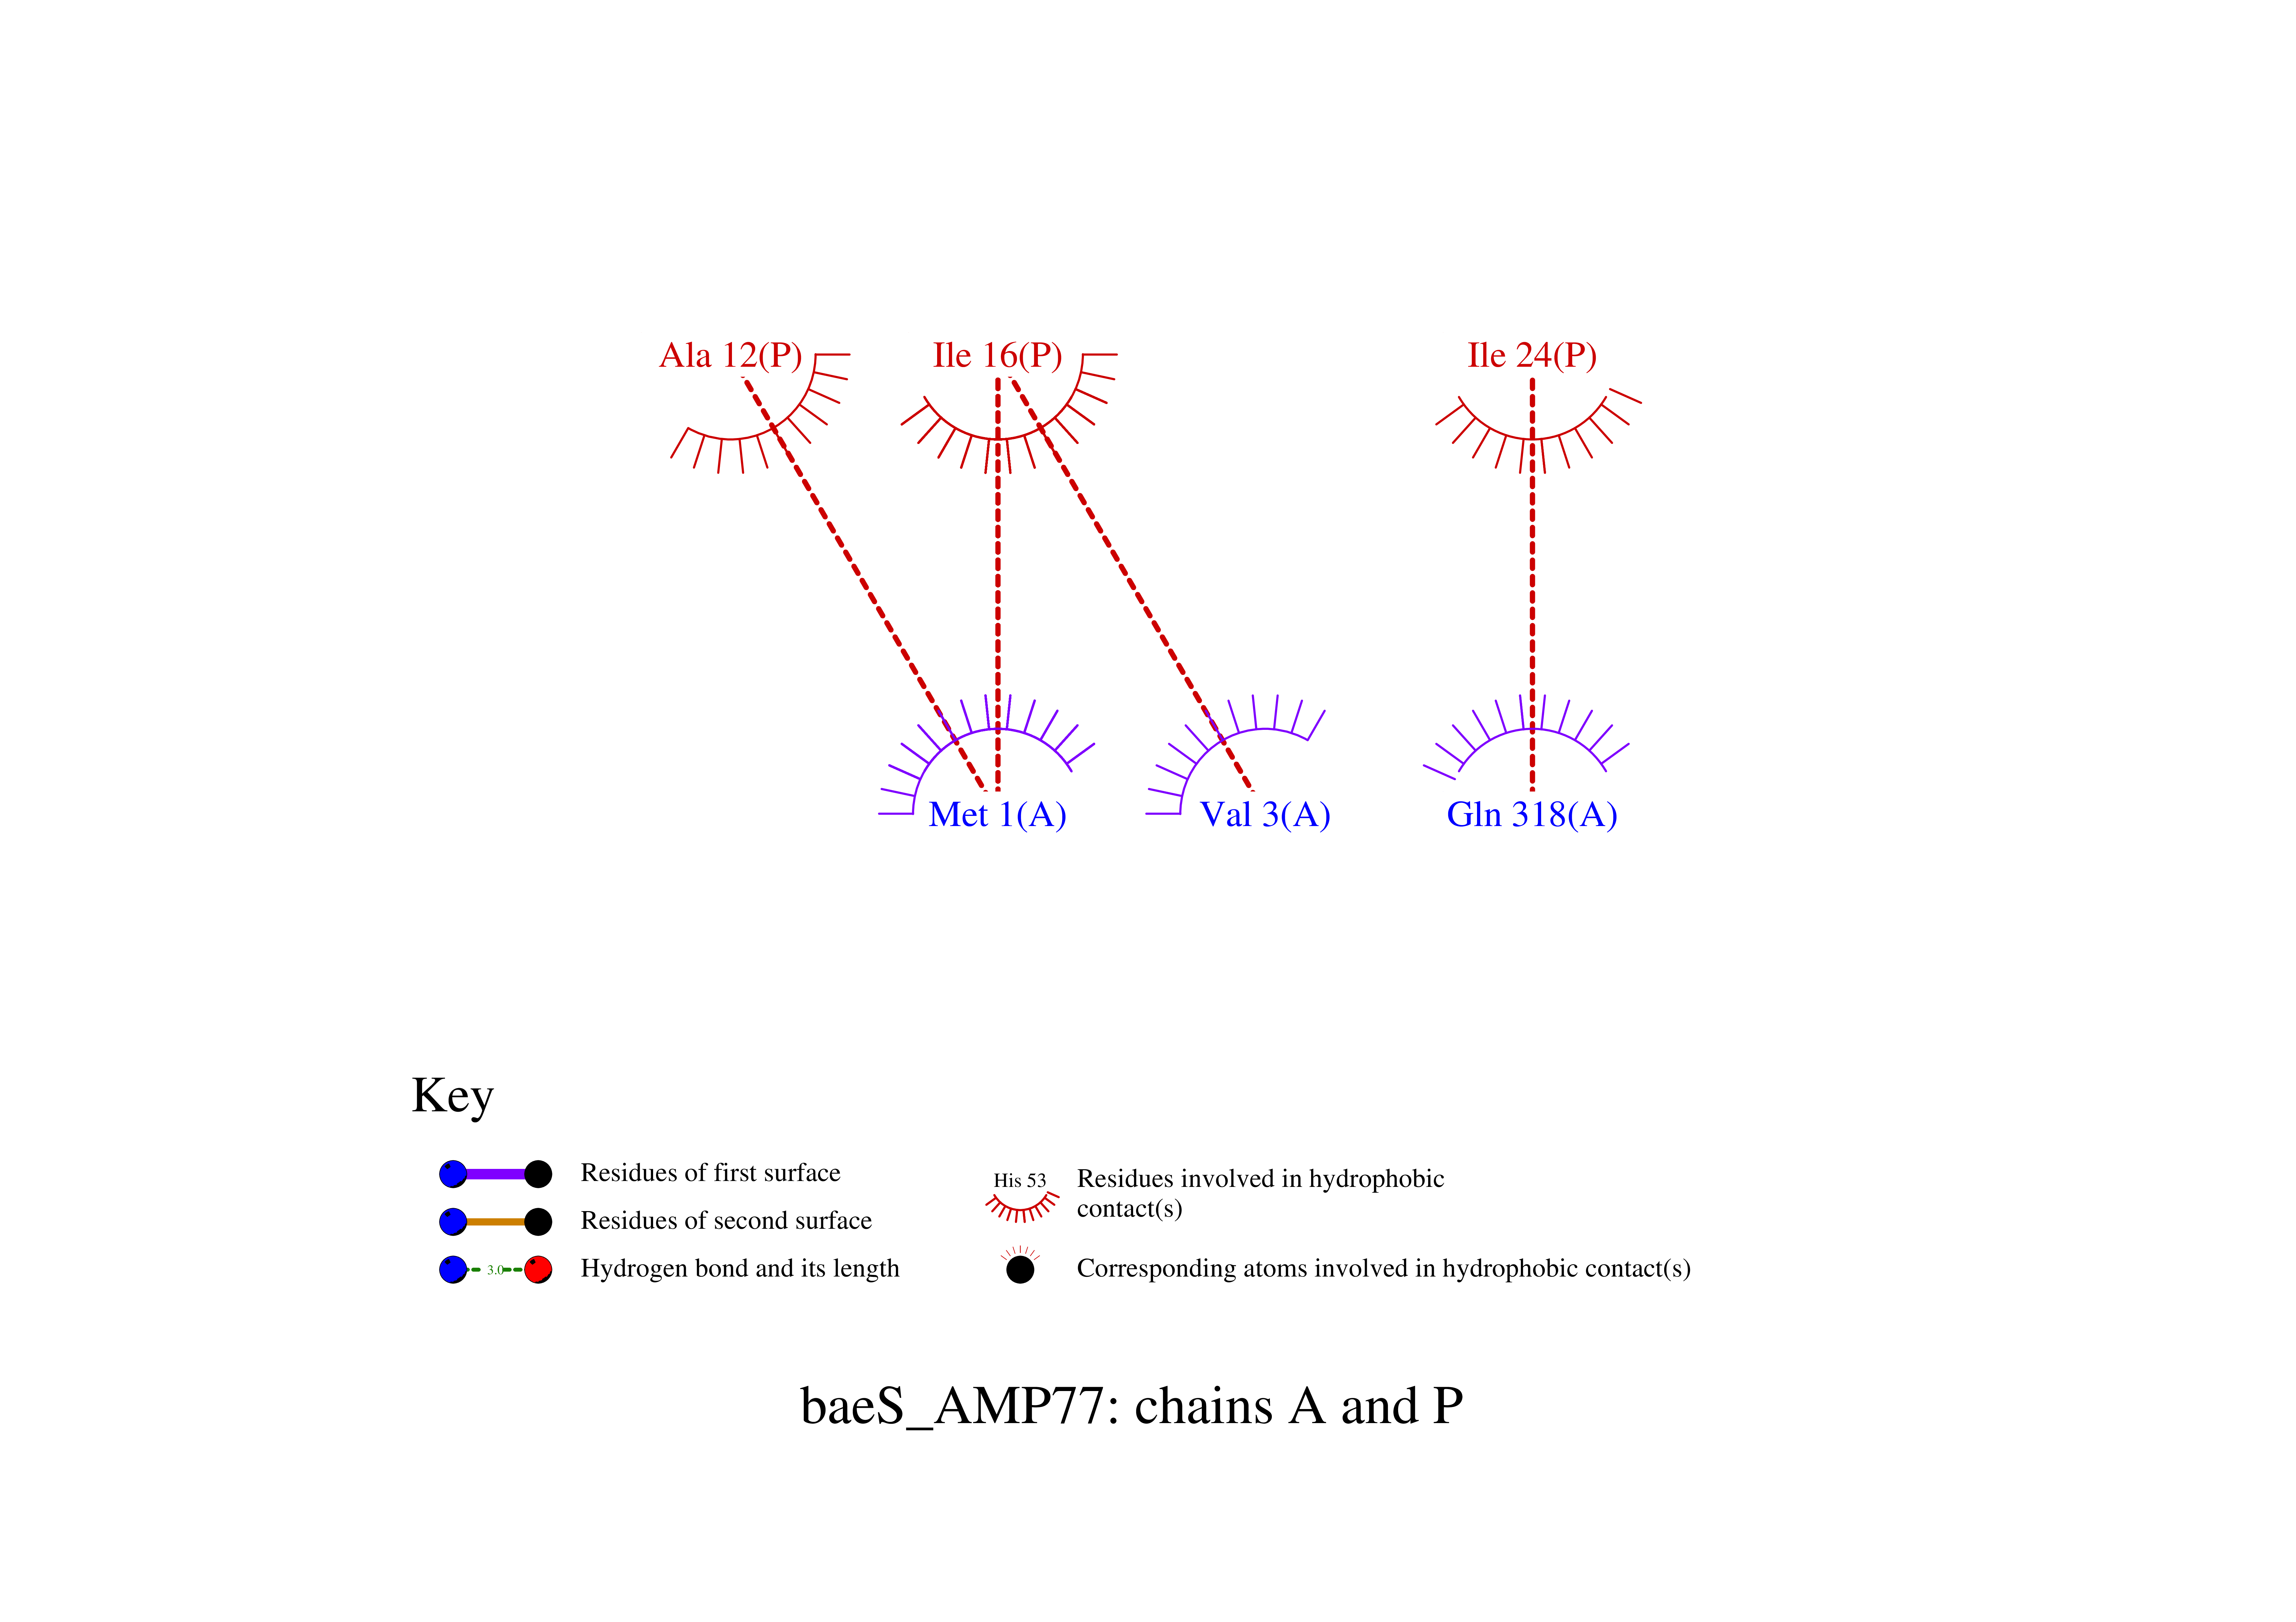 Ala 12(P) Ile 16(P) Ile 24(P)
Met 1(A) Val 3(A) Gln 318(A)
Key
Residues of first surface
Residues of second surface
3.0 Hydrogen bond and its length
His 53 Residues involved in hydrophobic
contact(s)
Corresponding atoms involved in hydrophobic contact(s)
baeS_AMP77: chains A and P